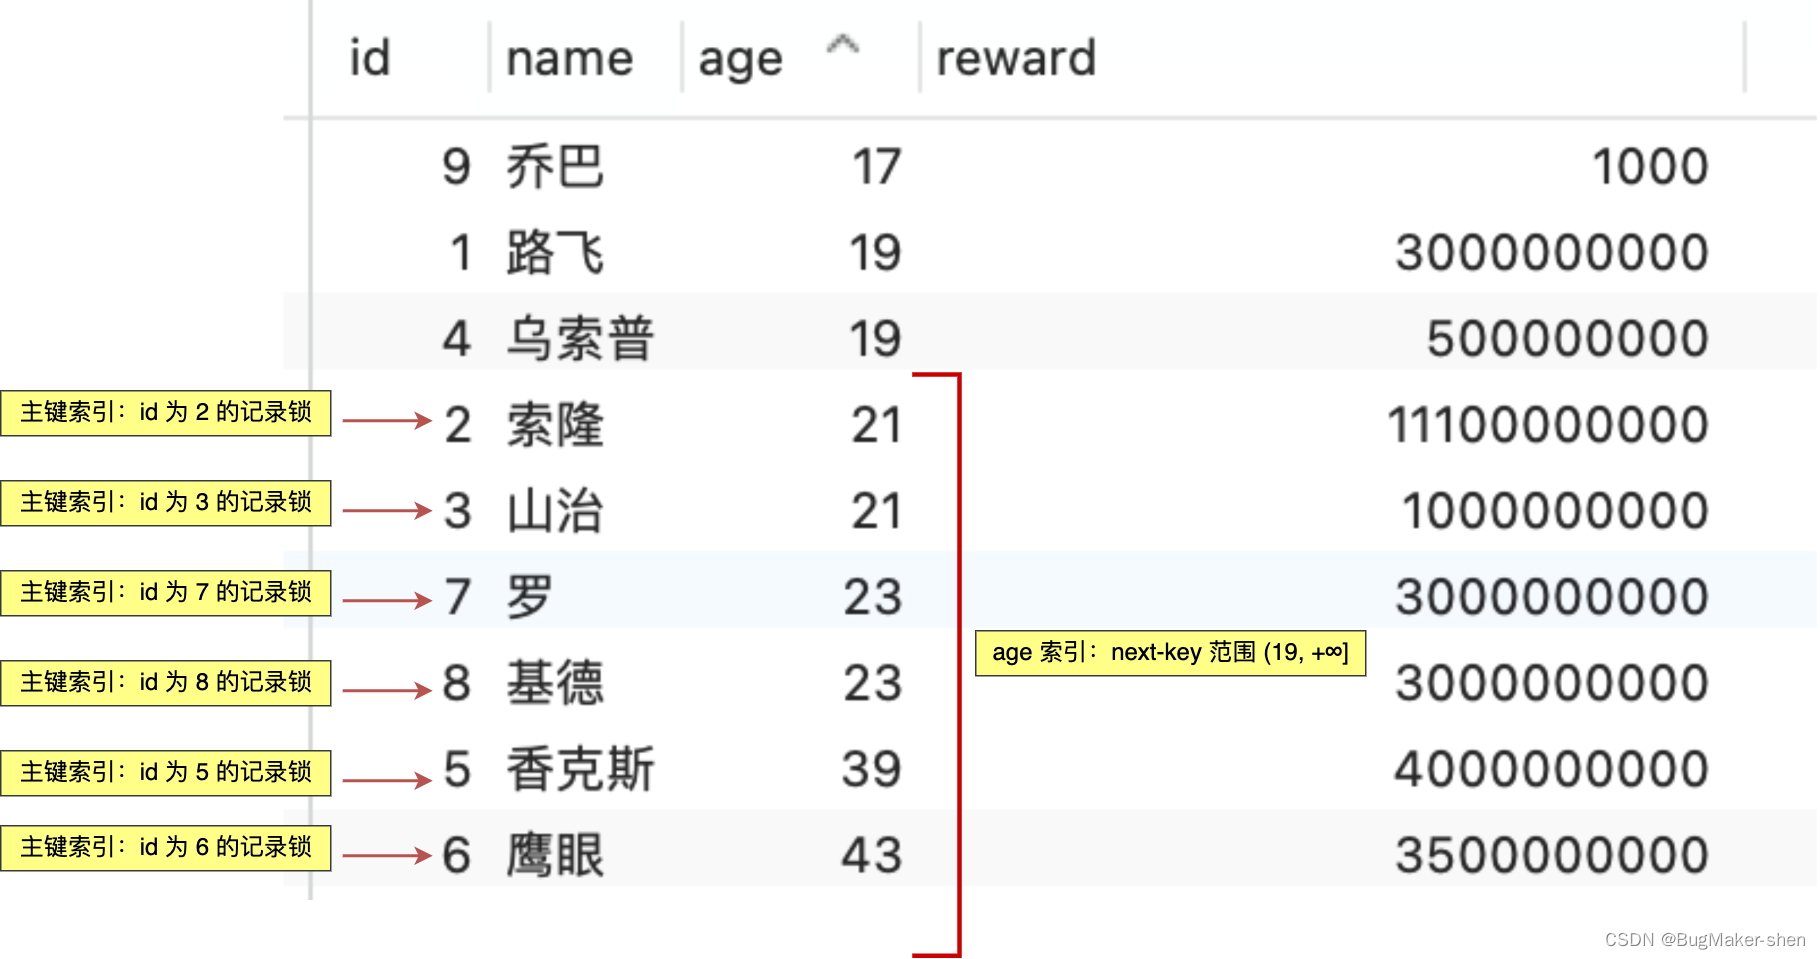 id name age reward
9 乔巴 17 1000
1 路飞 19 3000000000
4 乌索普 19 500000000
主键索引：id 为 2 的记录锁 2 索隆 21 11100000000
主键索引：id 为 3 的记录锁 3 山治 21 1000000000
主键索引：id 为 7 的记录锁 7 罗 23 3000000000
age 索引：next-key 范围 (19, +∞]
主键索引：id 为 8 的记录锁 8 基德 23 3000000000
主键索引：id 为 5 的记录锁 5 香克斯 39 4000000000
主键索引：id 为 6 的记录锁 6 鹰眼 43 3500000000
CSDN @BugMaker-shen